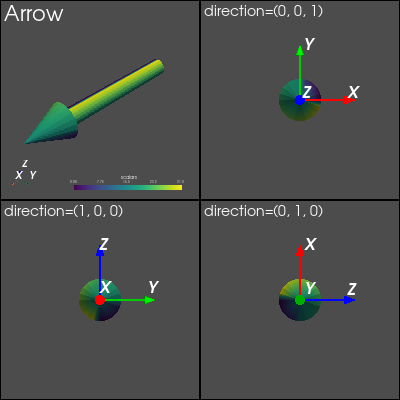 Arrow
scalars
Z
X Y
direction=(0, 0, 1)
Y
Z X
direction=(1, 0, 0)
Z
X Y
direction=(0, 1, 0)
X
Y Z